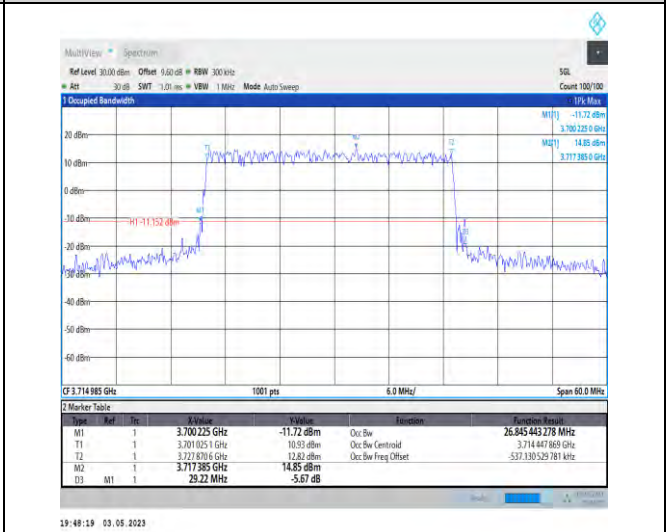 MultiView Spectrum
Ref Level 30.00 dBm Offset 9.60 dB RBW 300 kHz SGL
Att 30 dB SWT 1.01 ms VBW 1 MHz Mode Auto Sweep Count 100/100
1 Occupied Bandwidth 1Pk Max
M1[1] -11.72 dBm
3.700 225 0 GHz
M2[1] 14.85 dBm
3.717 385 0 GHz
20 dBm
10 dBm
0 dBm
-10 dBm
H1 -11.152 dBm
-20 dBm
-30 dBm
-40 dBm
-50 dBm
-60 dBm
T1
M2
T2
M1
CF 3.714 985 GHz 1001 pts 6.0 MHz/ Span 60.0 MHz
2 Marker Table
Type Ref Trc X-Value Y-Value Function Function Result
M1 1 3.700225 GHz -11.72 dBm Occ Bw 26.845 443 278 MHz
T1 1 3.701 025 1 GHz 10.93 dBm Occ Bw Centroid 3.714 447 869 GHz
T2 1 3.727 870 6 GHz 12.82 dBm Occ Bw Freq Offset -537.130 529 781 kHz
M2 1 3.717385 GHz 14.85 dBm
D3 M1 1 29.22 MHz -5.67 dB
19:48:19 03.05.2023